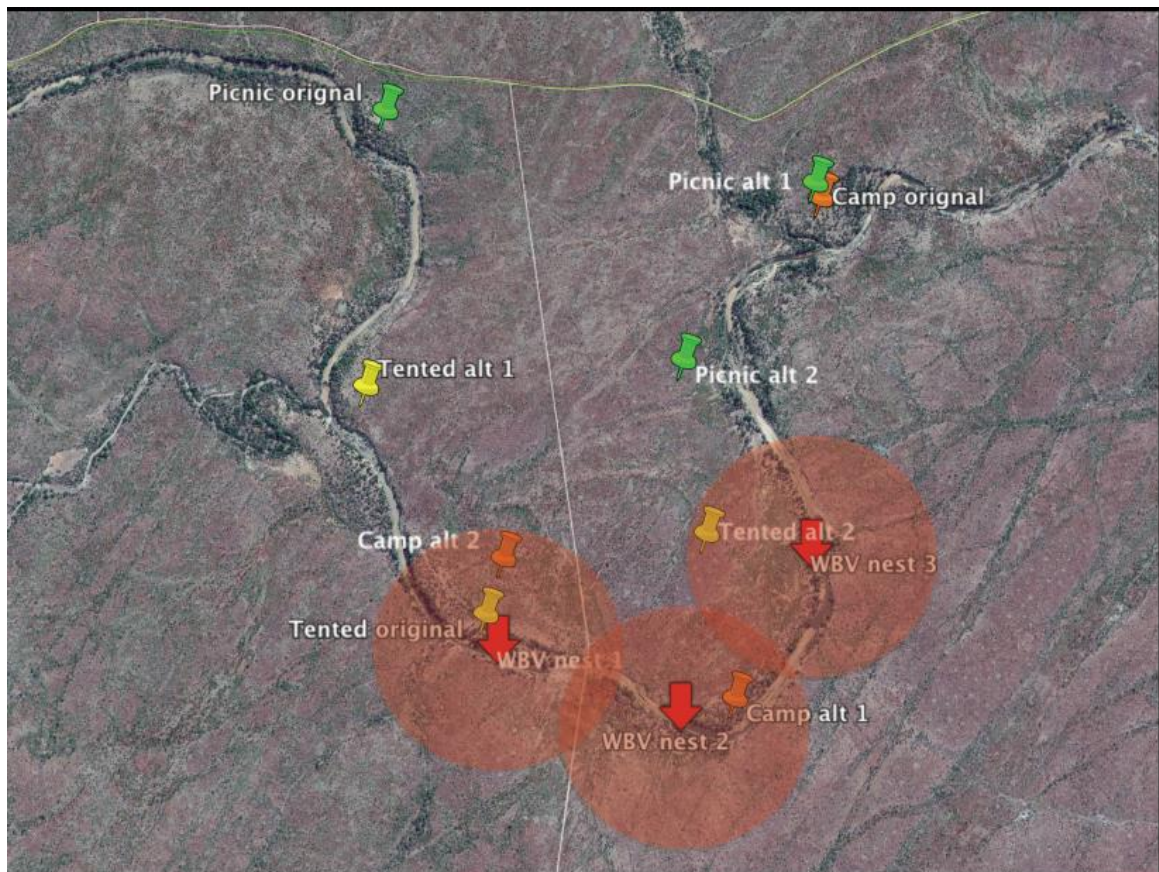 Picnic orignal
Picnic alt 1
Camp orignal
Tented alt 1
Picnic alt 2
Tented alt 2
Camp alt 2
WBV nest 3
Tented original
WBV nest 1
Camp alt 1
WBV nest 2